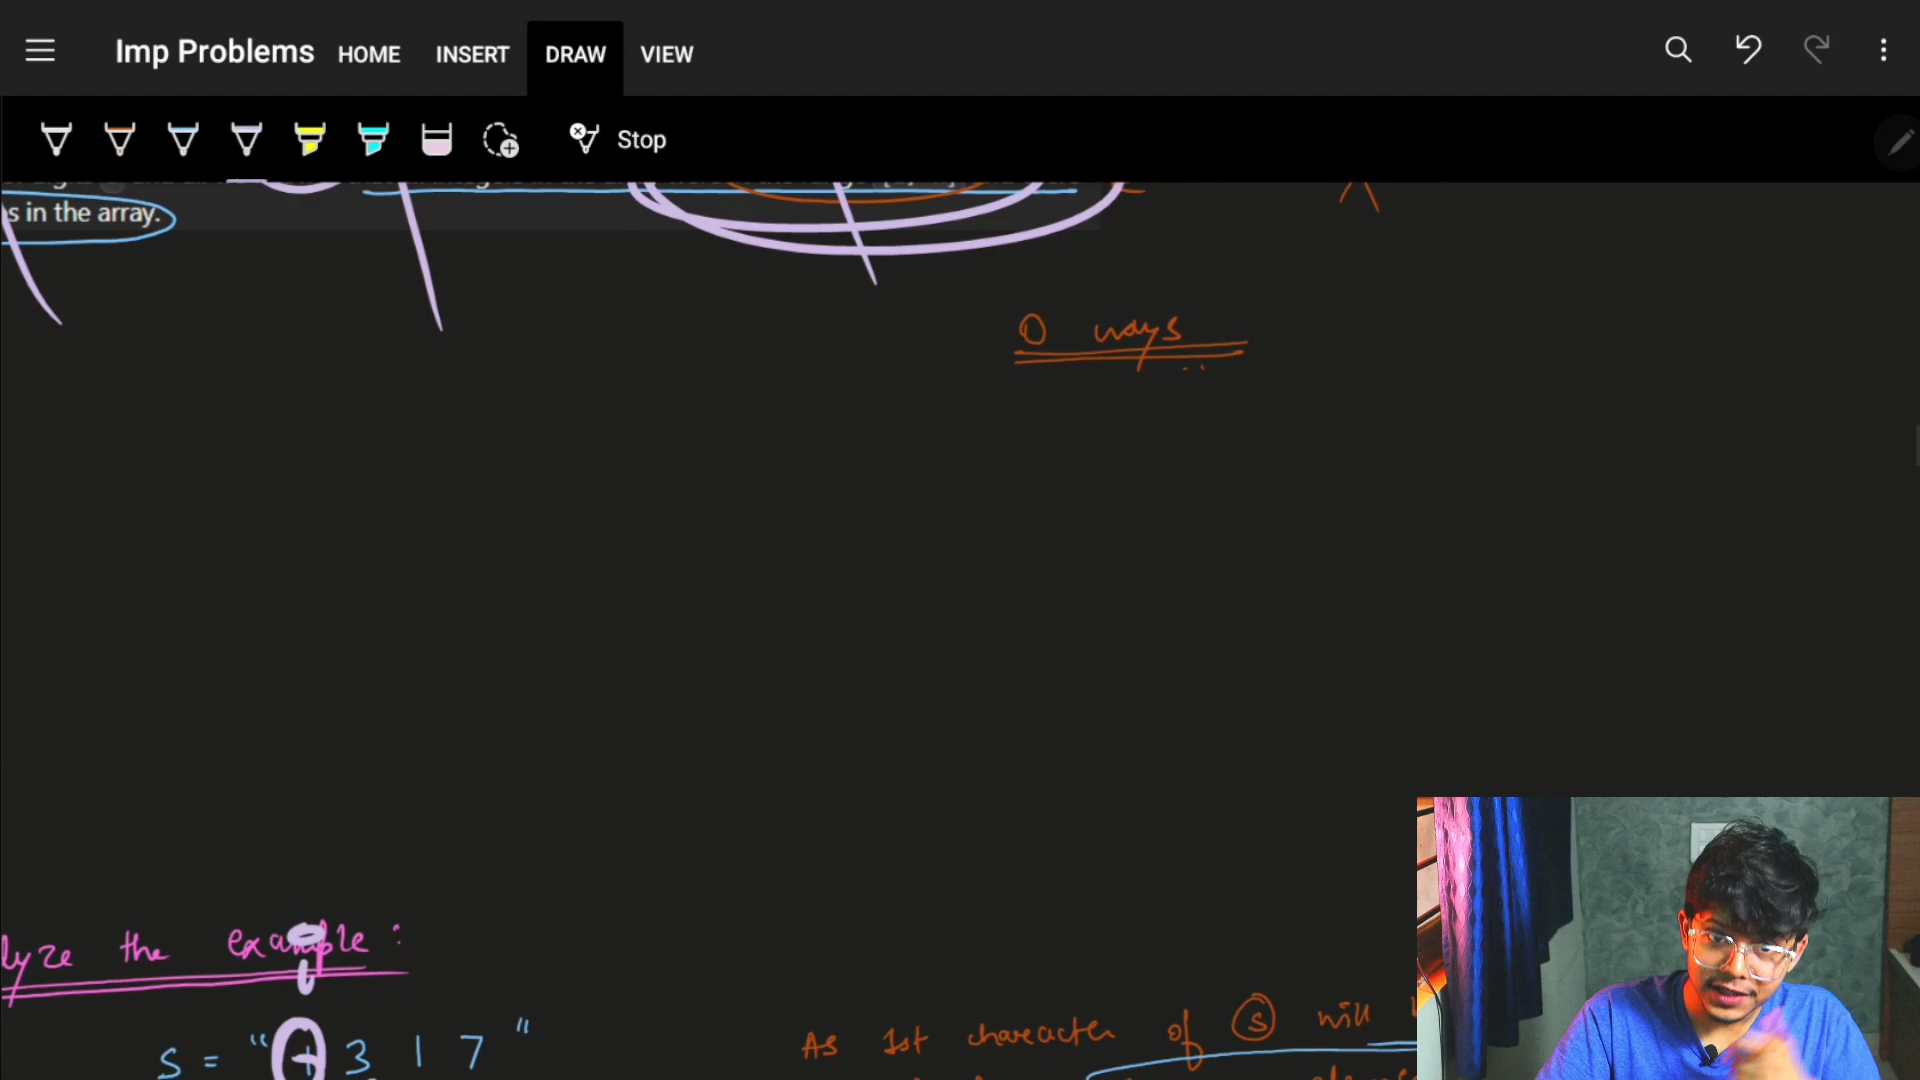 Imp Problems HOME INSERT DRAW VIEW
Stop
s in the array.
0 ways
lyze the example:
As 1st character of (s) will
s = " 3 1 7 "